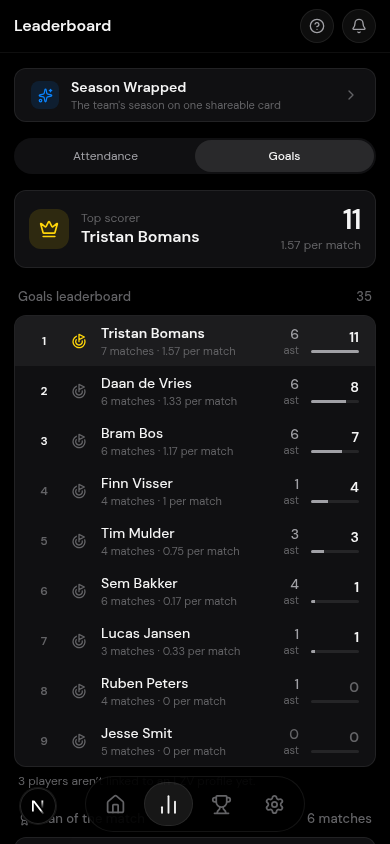 Leaderboard
Season Wrapped
The team's season on one shareable card
Attendance
Goals
Top scorer
Tristan Bomans
11
1.57 per match
Goals leaderboard
35
1
Tristan Bomans
7 matches · 1.57 per match
6
ast
11
2
Daan de Vries
6 matches · 1.33 per match
6
ast
8
3
Bram Bos
6 matches · 1.17 per match
6
ast
7
4
Finn Visser
4 matches · 1 per match
1
ast
4
5
Tim Mulder
4 matches · 0.75 per match
3
ast
3
6
Sem Bakker
6 matches · 0.17 per match
4
ast
1
7
Lucas Jansen
3 matches · 0.33 per match
1
ast
1
8
Ruben Peters
4 matches · 0 per match
1
ast
0
9
Jesse Smit
5 matches · 0 per match
0
ast
0
3 players aren't
N
an of the match
6 matches